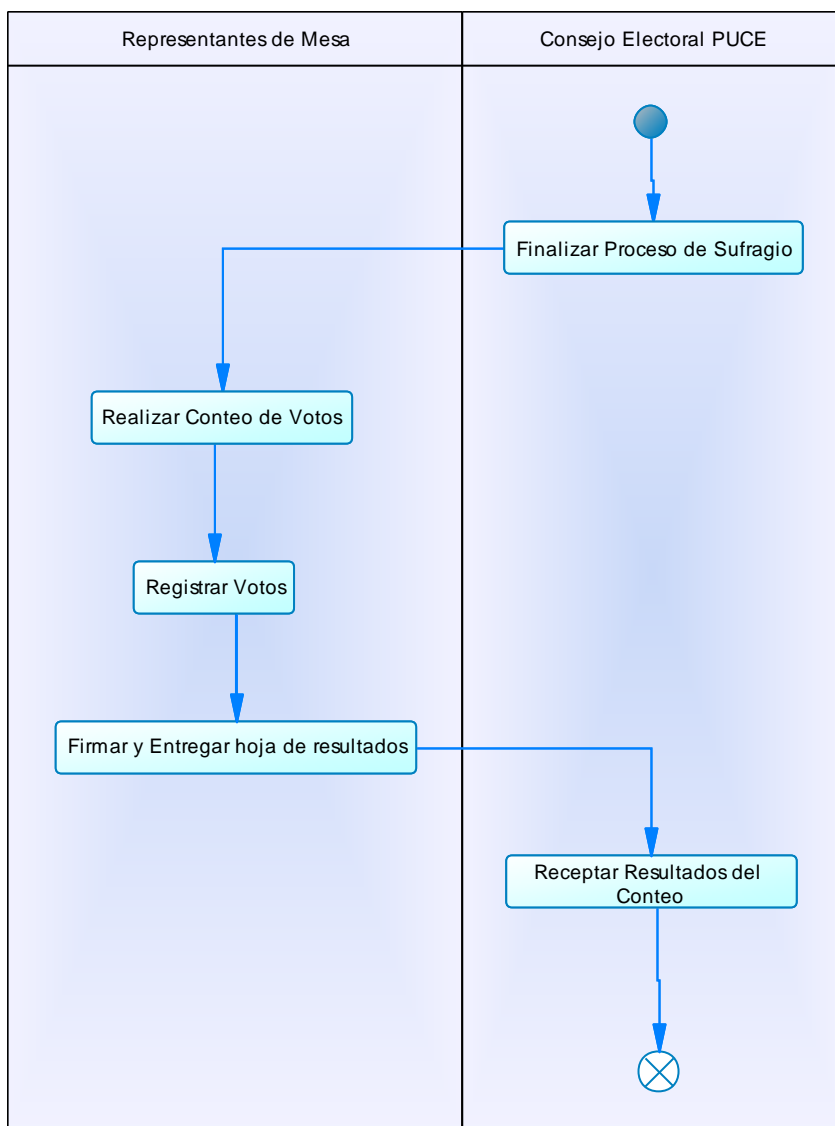 Representantes de Mesa
Consejo Electoral PUCE
Finalizar Proceso de Sufragio
Realizar Conteo de Votos
Registrar Votos
Firmar y Entregar hoja de resultados
Receptar Resultados del
Conteo